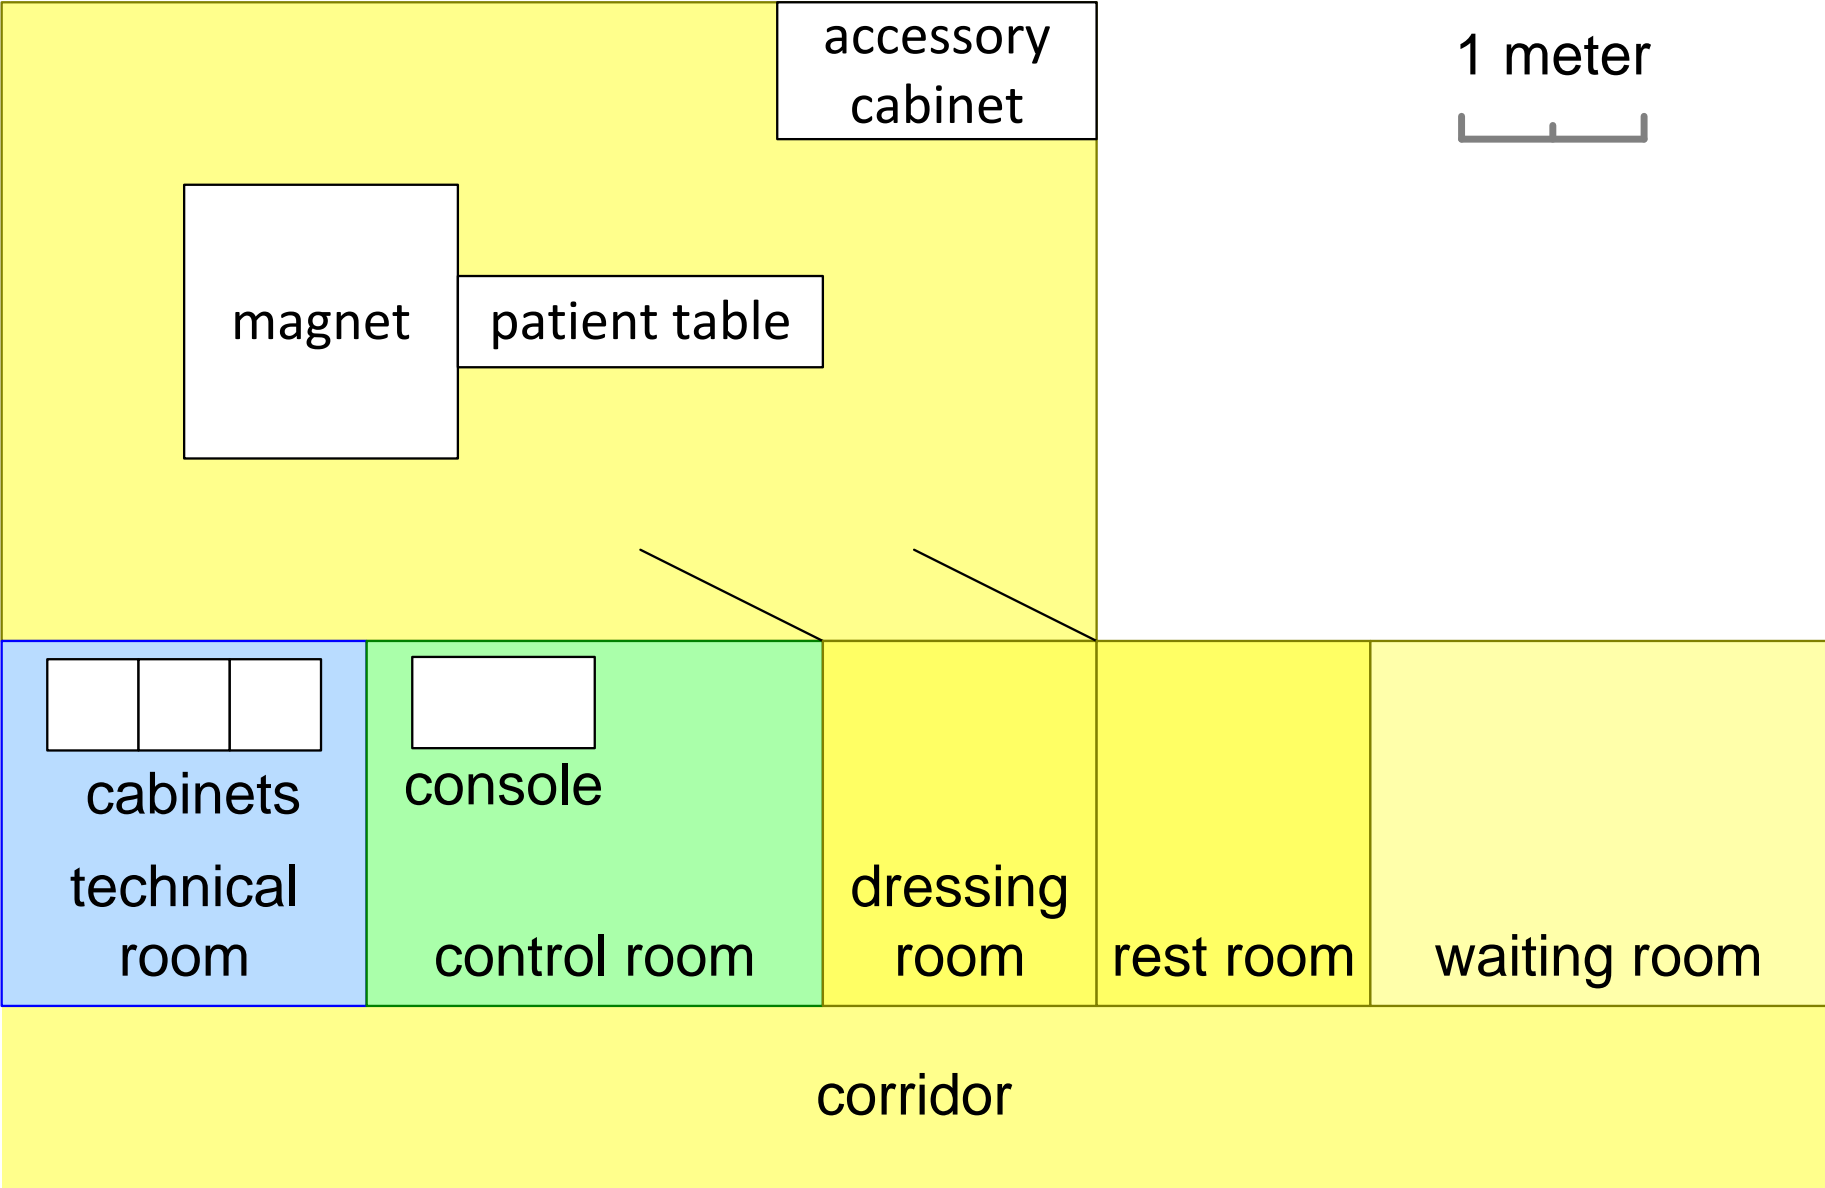 accessory
cabinet
1 meter
magnet
patient table
cabinets
console
technical
room
control room
dressing
room
rest room
waiting room
corridor